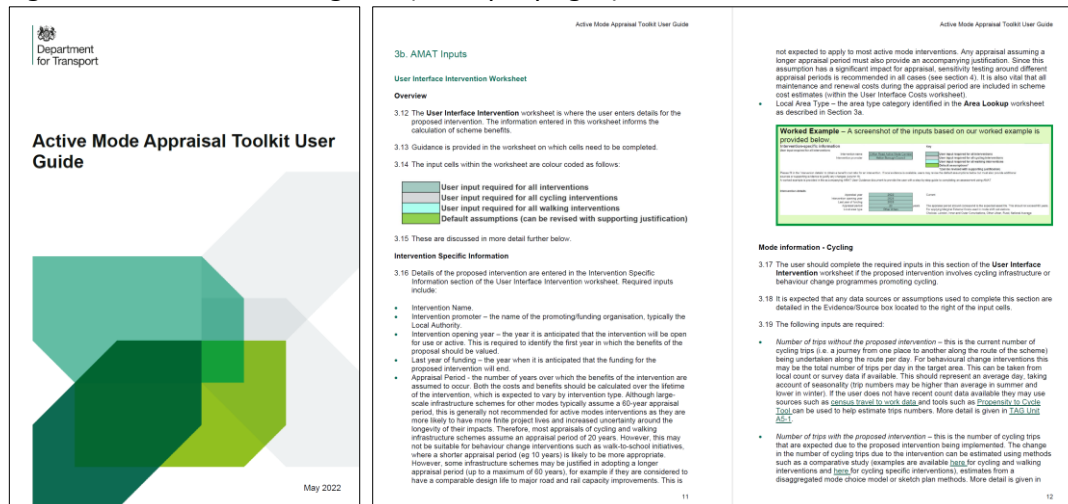 Department
for Transport
Active Mode Appraisal Toolkit User
Guide
May 2022
Active Mode Appraisal Toolkit User Guide
3b. AMAT Inputs
User Interface Intervention Worksheet
Overview
3.12 The User Interface Intervention worksheet is where the user enters details for the
proposed intervention. The information entered in this worksheet informs the
calculation of scheme benefits.
3.13 Guidance is provided in the worksheet on which cells need to be completed.
3.14 The input cells within the worksheet are colour coded as follows:
User input required for all interventions
User input required for all cycling interventions
User input required for all walking interventions
Default assumptions (can be revised with supporting justification)
3.15 These are discussed in more detail further below.
Intervention Specific Information
3.16 Details of the proposed intervention are entered in the Intervention Specific
Information section of the User Interface Intervention worksheet. Required inputs
include:
• Intervention Name.
• Intervention promoter – the name of the promoting/funding organisation, typically the
Local Authority.
• Intervention opening year – the year it is anticipated that the intervention will be open
for use or active. This is required to identify the first year in which the benefits of the
proposal should be valued.
• Last year of funding – the year when it is anticipated that the funding for the
proposed intervention will end.
• Appraisal Period - the number of years over which the benefits of the intervention are
assumed to occur. Both the costs and benefits should be calculated over the lifetime
of the intervention, which is expected to vary by intervention type. Although large-
scale infrastructure schemes for other modes typically assume a 60-year appraisal
period, this is generally not recommended for active modes interventions as they are
more likely to have more finite project lives and increased uncertainty around the
longevity of their impacts. Therefore, most appraisals of cycling and walking
infrastructure schemes assume an appraisal period of 20 years. However, this may
not be suitable for behaviour change interventions such as walk-to-school initiatives,
where a shorter appraisal period (eg 10 years) is likely to be more appropriate.
However, some infrastructure schemes may be justified in adopting a longer
appraisal period (up to a maximum of 60 years), for example if they are considered to
have a comparable design life to major road and rail capacity improvements. This is
11
Active Mode Appraisal Toolkit User Guide
not expected to apply to most active mode interventions. Any appraisal assuming a
longer appraisal period must also provide an accompanying justification. Since this
assumption has a significant impact for appraisal, sensitivity testing around different
appraisal periods is recommended in all cases (see section 4). It is also vital that all
maintenance and renewal costs during the appraisal period are included in scheme
cost estimates (within the User Interface Costs worksheet).
• Local Area Type – the area type category identified in the Area Lookup worksheet
as described in Section 3a.
Worked Example – A screenshot of the inputs based on our worked example is
provided below.
Mode information - Cycling
3.17 The user should complete the required inputs in this section of the User Interface
Intervention worksheet if the proposed intervention involves cycling infrastructure or
behaviour change programmes promoting cycling.
3.18 It is expected that any data sources or assumptions used to complete this section are
detailed in the Evidence/Source box located to the right of the input cells.
3.19 The following inputs are required:
• Number of trips without the proposed intervention – this is the current number of
cycling trips (i.e. a journey from one place to another along the route of the scheme)
being undertaken along the route per day. For behavioural change interventions this
may be the total number of trips per day in the target area. This can be taken from
local count or survey data if available. This should represent an average day, taking
account of seasonality (trip numbers may be higher than average in summer and
lower in winter). If the user does not have recent count data available they may use
sources such as census travel to work data and tools such as Propensity to Cycle
Tool can be used to help estimate trips numbers. More detail is given in TAG Unit
A5-1.
• Number of trips with the proposed intervention – this is the number of cycling trips
that are expected due to the proposed intervention being implemented. The change
in the number of cycling trips due to the intervention can be estimated using methods
such as a comparative study (examples are available here for cycling and walking
interventions and here for cycling specific interventions), estimates from a
disaggregated mode choice model or sketch plan methods. More detail is given in
12